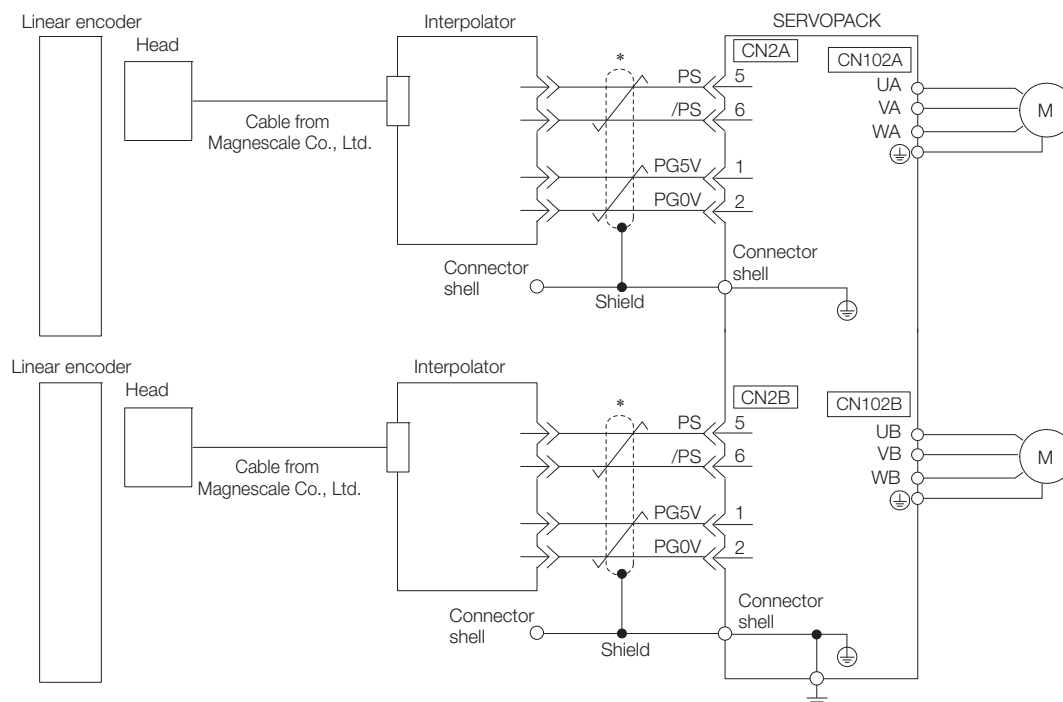 Linear encoder
Head
Interpolator
SERVOPACK
Cable from
Magnescale Co., Ltd.
*
PS
/PS
PG5V
PG0V
5
6
1
2
CN2A
CN102A
UA
VA
WA
M
Connector
shell
Shield
Connector
shell
Linear encoder
Head
Interpolator
Cable from
Magnescale Co., Ltd.
*
PS
/PS
PG5V
PG0V
5
6
1
2
CN2B
CN102B
UB
VB
WB
M
Connector
shell
Shield
Connector
shell